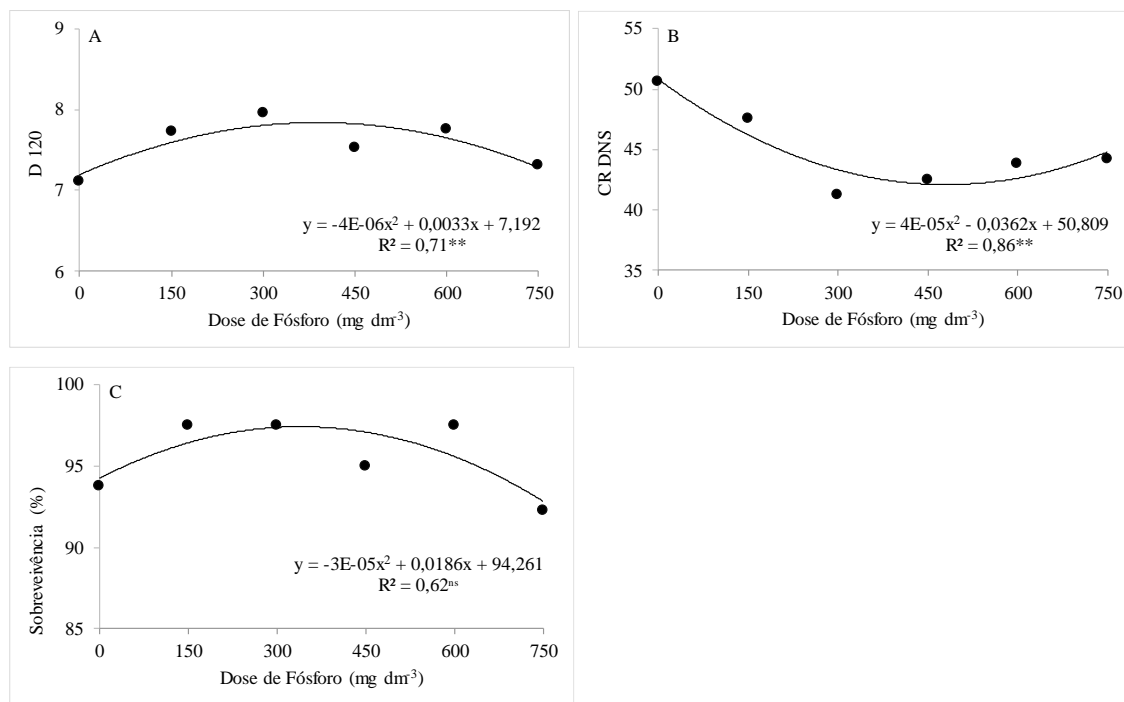 A
9
8
7
6
D 120
y = -4E-06x² + 0,0033x + 7,192
R² = 0,71**
0 150 300 450 600 750
Dose de Fósforo (mg dm⁻³)
B
55
50
45
40
35
CR DNS
y = 4E-05x² - 0,0362x + 50,809
R² = 0,86**
0 150 300 450 600 750
Dose de Fósforo (mg dm⁻³)
C
100
95
90
85
Sobreveivência (%)
y = -3E-05x² + 0,0186x + 94,261
R² = 0,62ⁿˢ
0 150 300 450 600 750
Dose de Fósforo (mg dm⁻³)